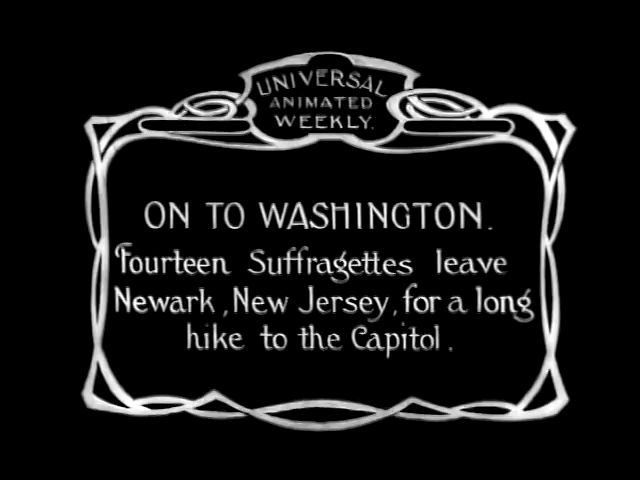 UNIVERSAL
ANIMATED
WEEKLY.
ON TO WASHINGTON.
Fourteen Suffragettes leave
Newark, New Jersey, for a long
hike to the Capitol.